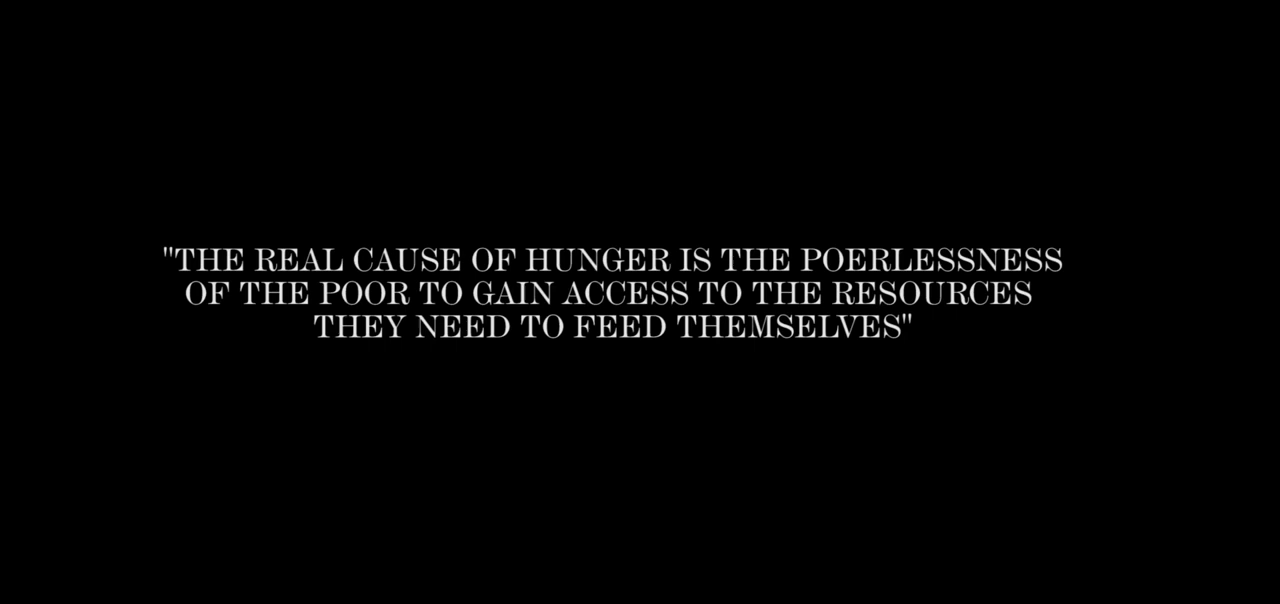 "THE REAL CAUSE OF HUNGER IS THE POERLESSNESS
OF THE POOR TO GAIN ACCESS TO THE RESOURCES
THEY NEED TO FEED THEMSELVES"